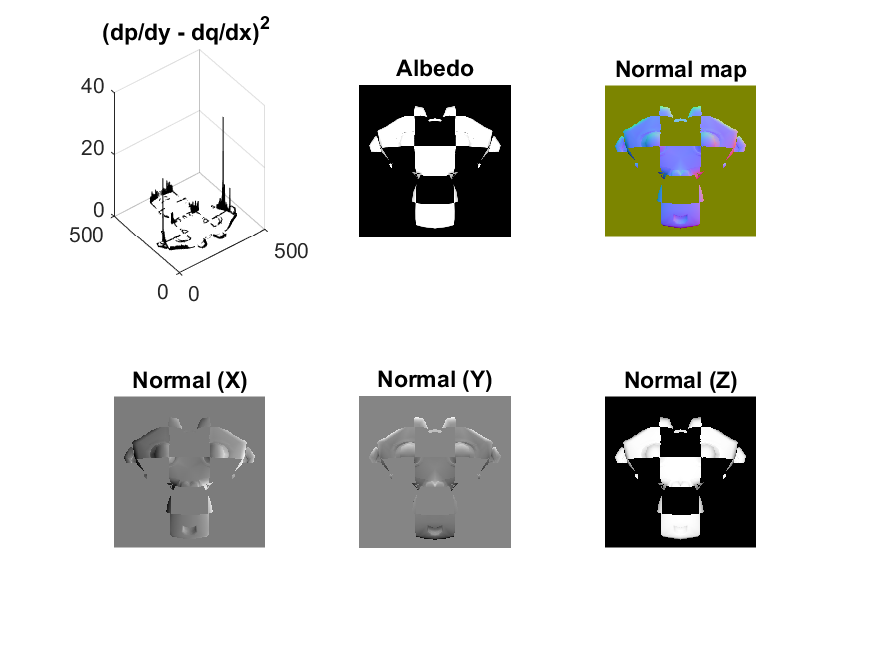 (dp/dy - dq/dx)²
40
20
0
500
0
0
500
Albedo
Normal map
Normal (X)
Normal (Y)
Normal (Z)